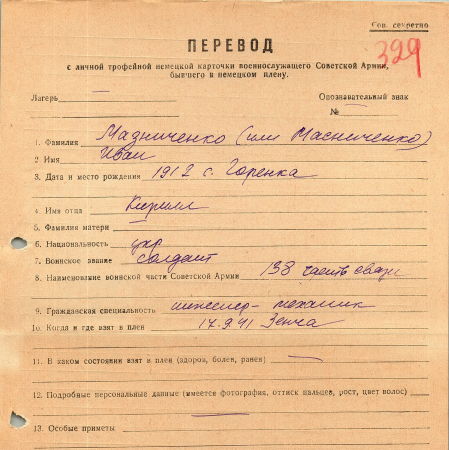 Сов. секретно
329
ПЕРЕВОД
с личной трофейной немецкой карточки военнослужащего Советской Армии,
бывшего в немецком плену.
Лагерь
Опознавательный знак
№ —
1. Фамилия Мазниченко (или Масниченко)
2 Имя Иван
3. Дата и место рождения 1912 с. Горенка
4. Имя отца Кирилл
5. Фамилия матери
6. Национальность укр
7. Воинское звание солдат
8. Наименование воинской части Советской Армии 138 часть связи
9. Гражданская специальность инженер-механик
10. Когда и где взят в плен 17.9.41 Зенча
11. В каком состоянии взят в плен (здоров, болен, ранен) —
12. Подробные персональные данные (имеется фотография, оттиск пальцев, рост, цвет волос)
—
13. Особые приметы